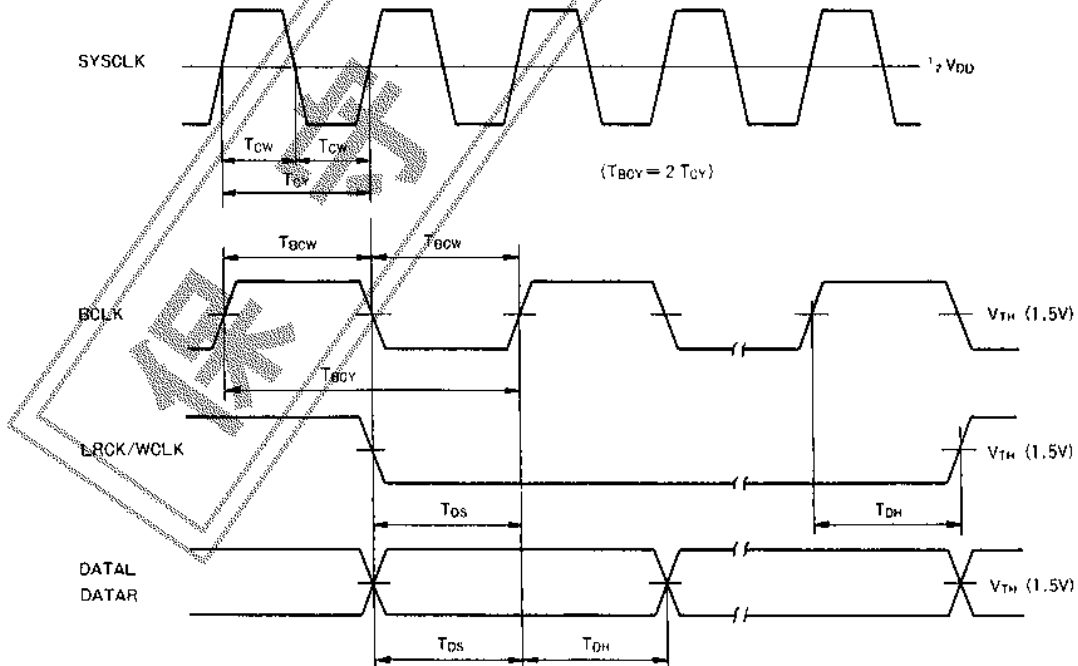 SYSCLK
½ VDD
TCW TCW
TCY
(TBCY = 2 TCY)
TBCW TBCW
BCLK
VTH (1.5V)
TBCY
LRCK/WCLK
VTH (1.5V)
TDS
TDH
DATAL
DATAR
VTH (1.5V)
TDS TDH